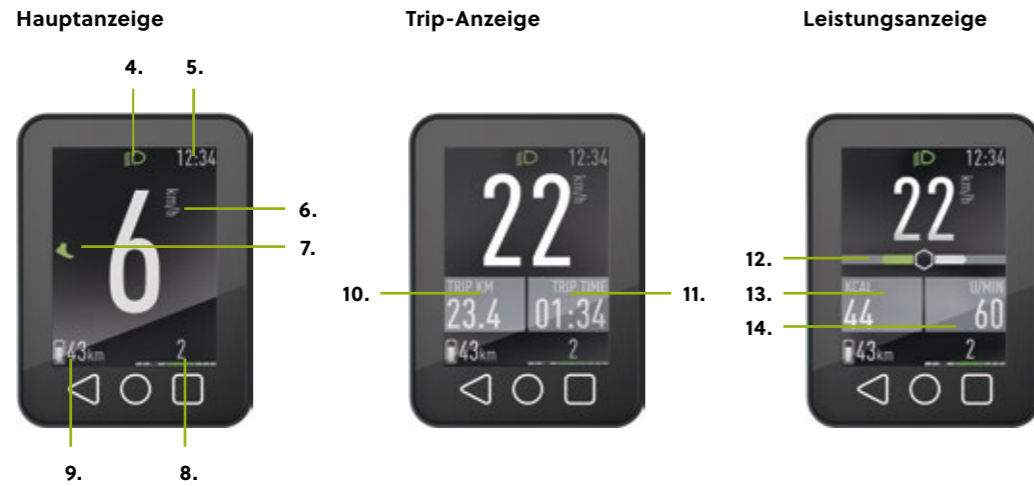 Hauptanzeige
Trip-Anzeige
Leistungsanzeige
4.
5.
12:34
6
km/h
6.
7.
43km
2
9.
8.
12:34
22
km/h
TRIP KM
TRIP TIME
23.4
01:34
10.
11.
43km
2
12:34
22
km/h
12.
13.
14.
KCAL
U/MIN
44
60
43km
2